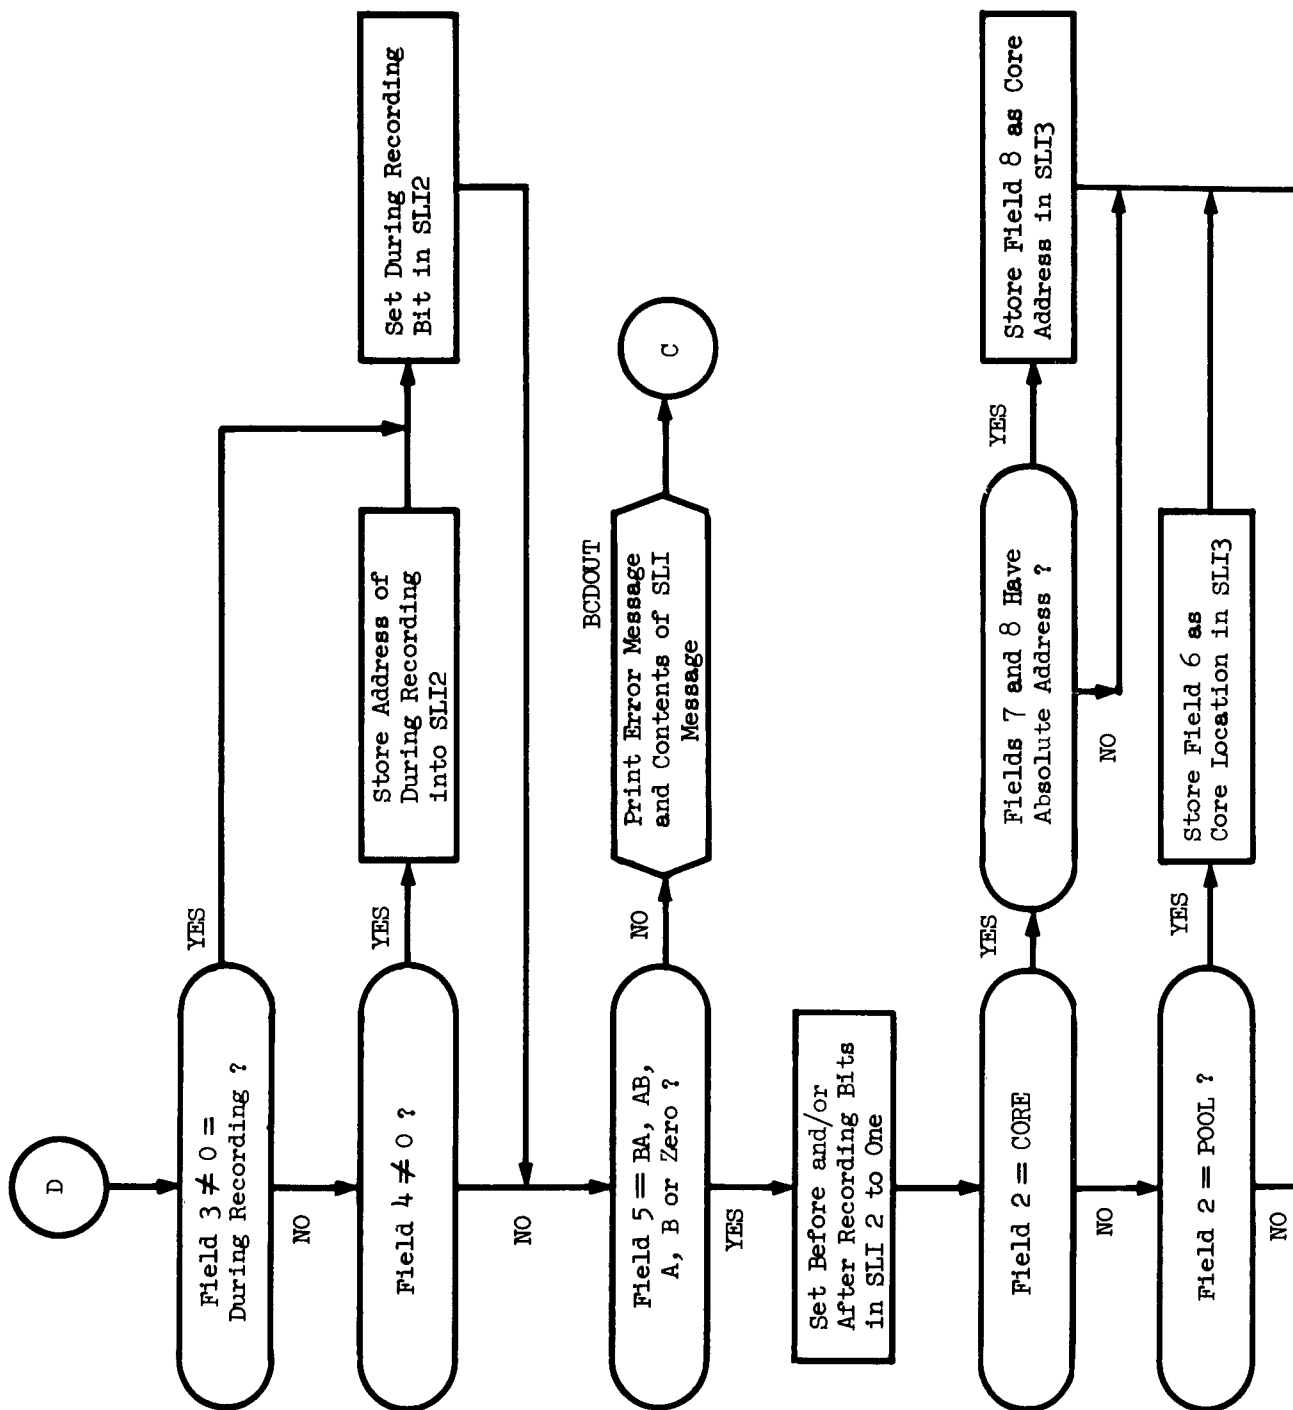 D
Field 3 ≠ 0 =
During Recording ?
YES
NO
Field 4 ≠ 0 ?
YES
Store Address of
During Recording
into SLI2
Set During Recording
Bit in SLI2
NO
Field 5 = BA, AB,
A, B or Zero ?
NO
BCDOUT
Print Error Message
and Contents of SLI
Message
C
YES
Set Before and/or
After Recording Bits
in SLI 2 to One
Field 2 = CORE
YES
Fields 7 and 8 Have
Absolute Address ?
YES
Store Field 8 as Core
Address in SLI3
NO
NO
Field 2 = POOL ?
YES
Store Field 6 as
Core Location in SLI3
NO